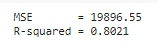 MSE       = 19896.55
R-squared = 0.8021